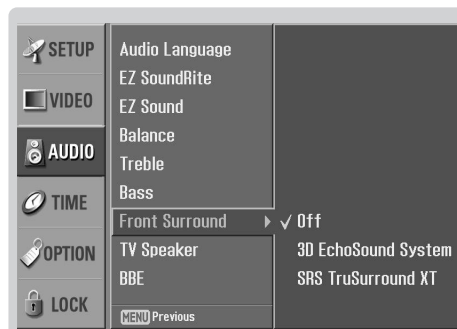 SETUP
VIDEO
AUDIO
TIME
OPTION
LOCK
Audio Language
EZ SoundRite
EZ Sound
Balance
Treble
Bass
Front Surround
TV Speaker
BBE
MENU Previous
Off
3D EchoSound System
SRS TruSurround XT